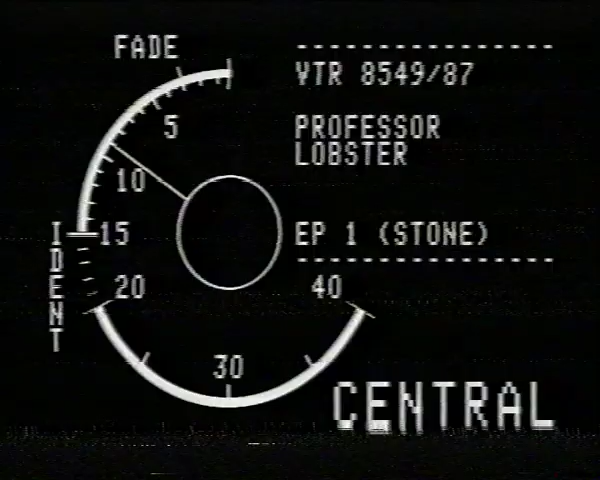 FADE
VTR 8549/87
5
PROFESSOR
LOBSTER
10
IDENT
15
EP 1 (STONE)
20
40
30
CENTRAL